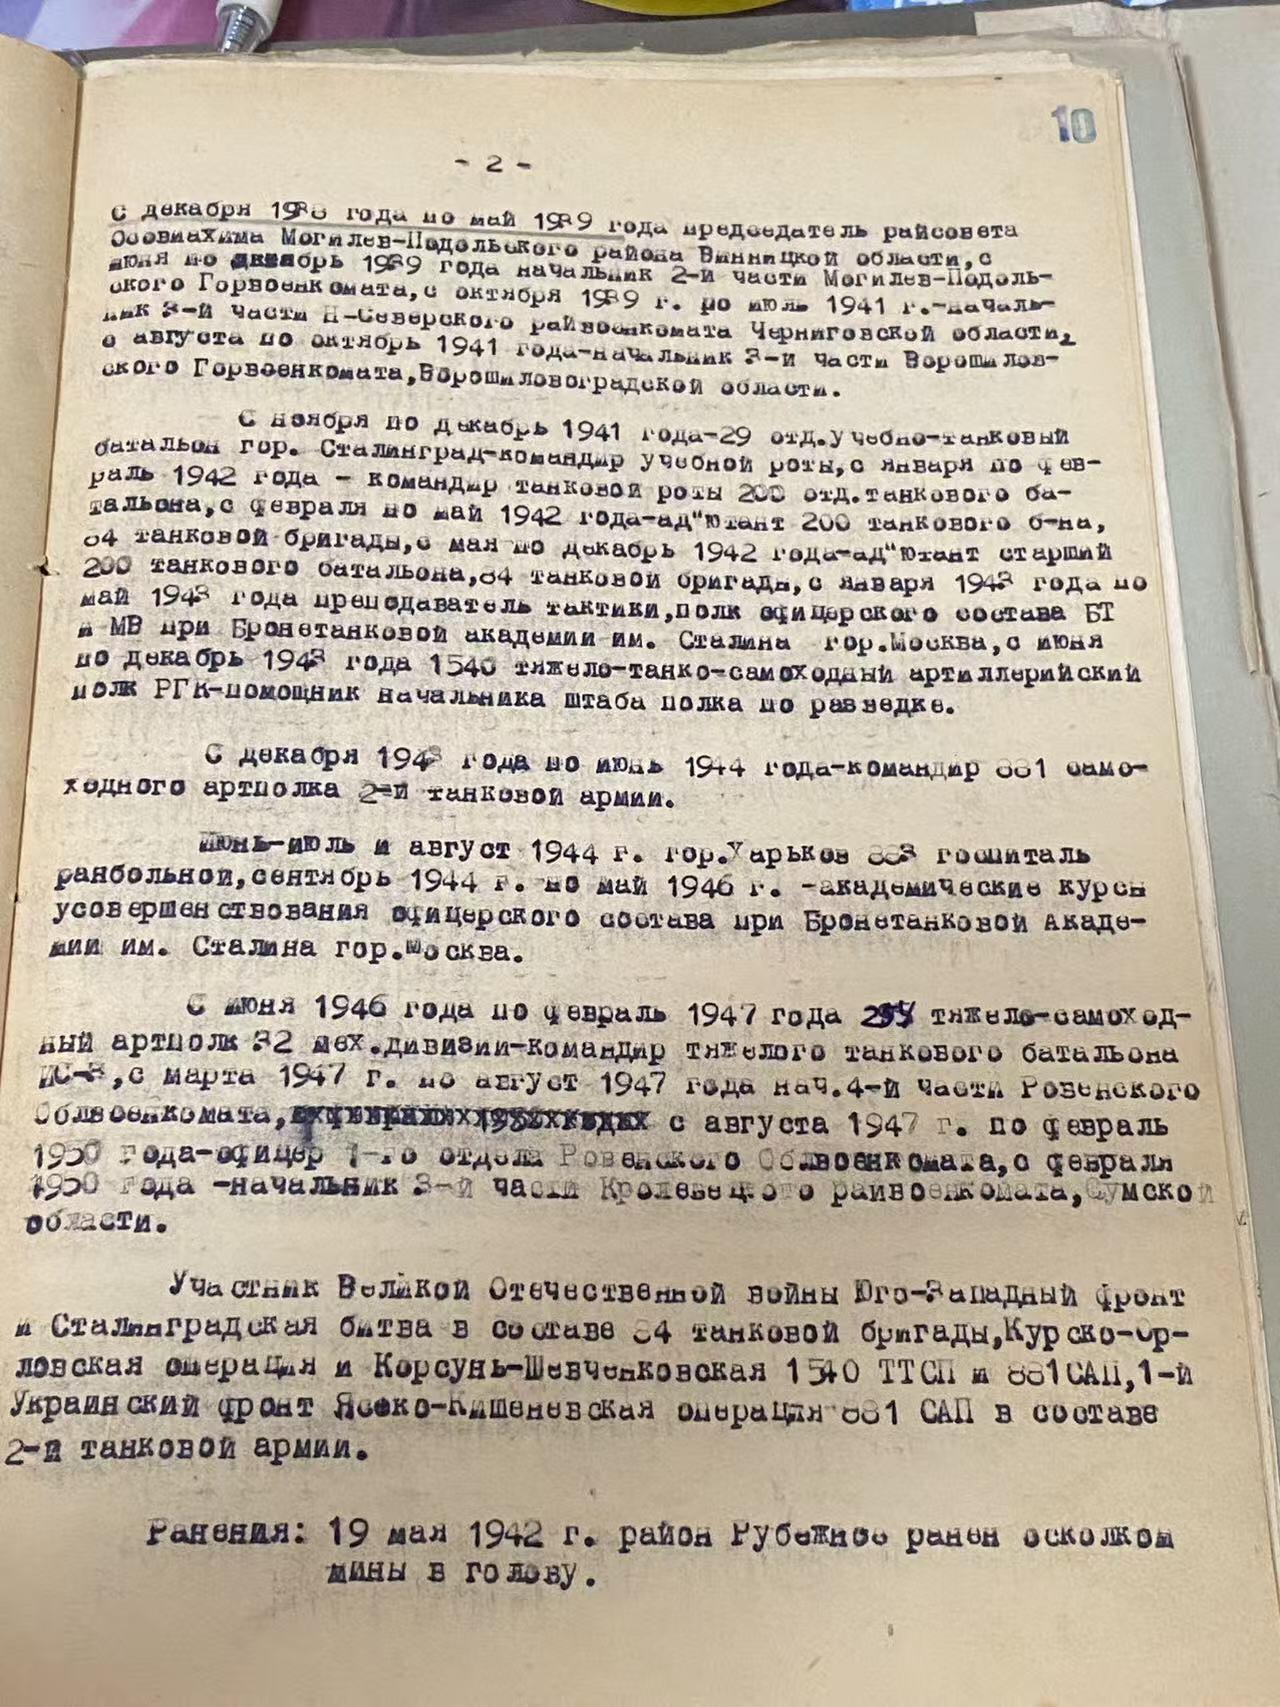 10
- 2 -
С декабря 1938 года по май 1939 года председатель райсовета
Осовиахима Могилев-Подольского района Винницкой области,с
июня по октябрь 1939 года начальник 2-й части Могилев-Подоль-
ского Горвоенкомата,с октября 1939 г. по июль 1941 г.-началь-
ник 3-й части Н-Северского райвоенкомата Черниговской области,
с августа по октябрь 1941 года-начальник 3-й части Ворошилов-
ского Горвоенкомата,Ворошиловоградской области.
С ноября по декабрь 1941 года-29 отд.учебно-танковый
батальон гор. Сталинград-командир учебной роты,с января по фев-
раль 1942 года - командир танковой роты 200 отд.танкового ба-
тальона,с февраля по май 1942 года-ад"ютант 200 танкового б-на,
84 танковой бригады,с мая по декабрь 1942 года-ад"ютант старший
200 танкового батальона,84 танковой бригады,с января 1943 года по
май 1943 года преподаватель тактики,полк офицерского состава БТ
и МВ при Бронетанковой академии им. Сталина гор.Москва,с июня
по декабрь 1943 года 1540 тяжело-танко-самоходный артиллерийский
полк РГК-помощник начальника штаба полка по разведке.
С декабря 1943 года по июнь 1944 года-командир 881 само-
ходного артполка 2-й танковой армии.
Июнь-июль и август 1944 г. гор.Харьков 883 госпиталь
ранбольной,сентябрь 1944 г. по май 1946 г. -академические курсы
усовершенствования офицерского состава при Бронетанковой Акаде-
мии им. Сталина гор.Москва.
С июня 1946 года по февраль 1947 года тяжело-самоход-
ный артполк 32 мех.дивизии-командир тяжелого танкового батальона
ИС-3,с марта 1947 г. по август 1947 года нач.4-й части Ровенского
Облвоенкомата, с августа 1947 г. по февраль
1950 года-офицер 1-го отдела Ровенского Облвоенкомата,с февраля
1950 года -начальник 3-й части Кролевецкого райвоенкомата,Сумской
области.
Участник Великой Отечественной войны Юго-Западный фронт
и Сталинградская битва в составе 84 танковой бригады,Курско-Ор-
ловская операция и Корсунь-Шевченковская 1540 ТТСП и 881САП,1-й
Украинский фронт Ясско-Кишеневская операция 881 САП в составе
2-й танковой армии.
Ранения: 19 мая 1942 г. район Рубежное ранен осколком
мины в голову.